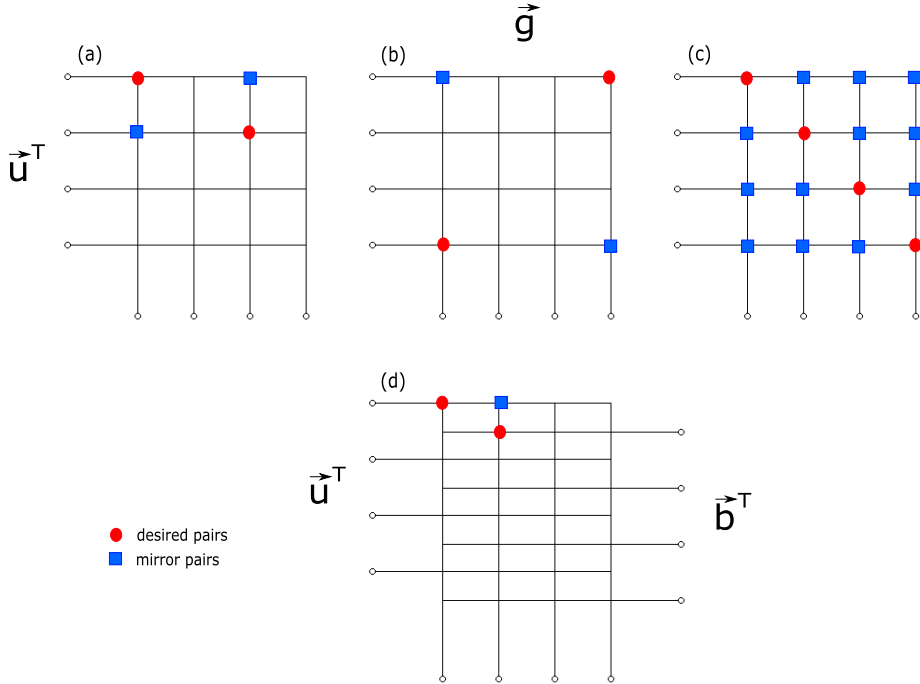 g⃗
(a)
(b)
(c)
u⃗ᵀ
(d)
u⃗ᵀ
b⃗ᵀ
desired pairs
mirror pairs